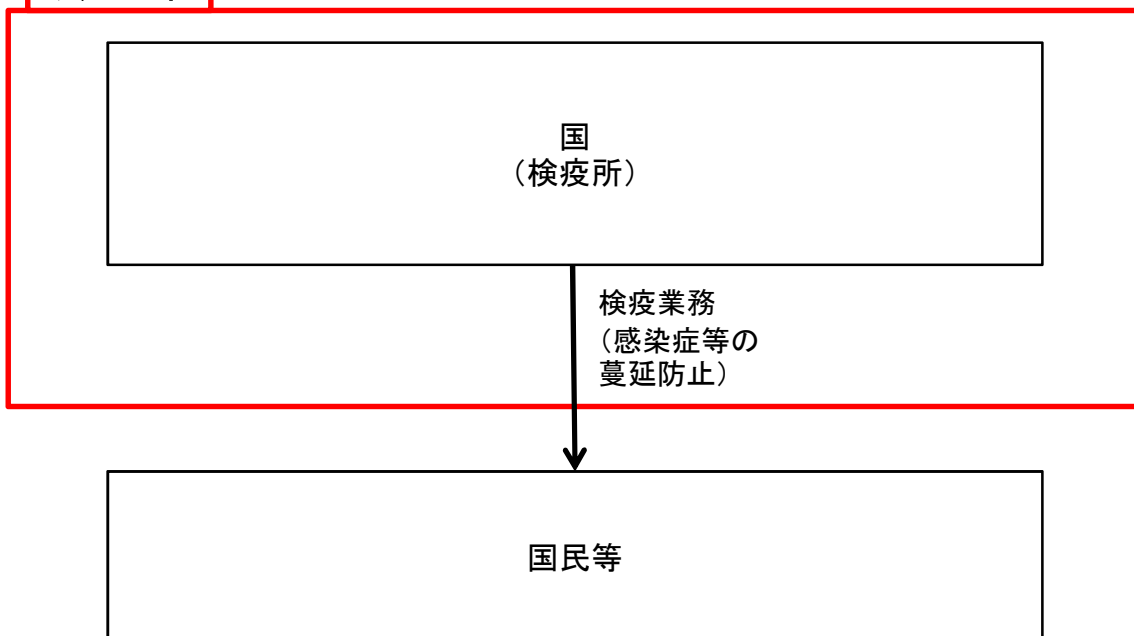 国
（検疫所）
検疫業務
（感染症等の
蔓延防止）
国民等